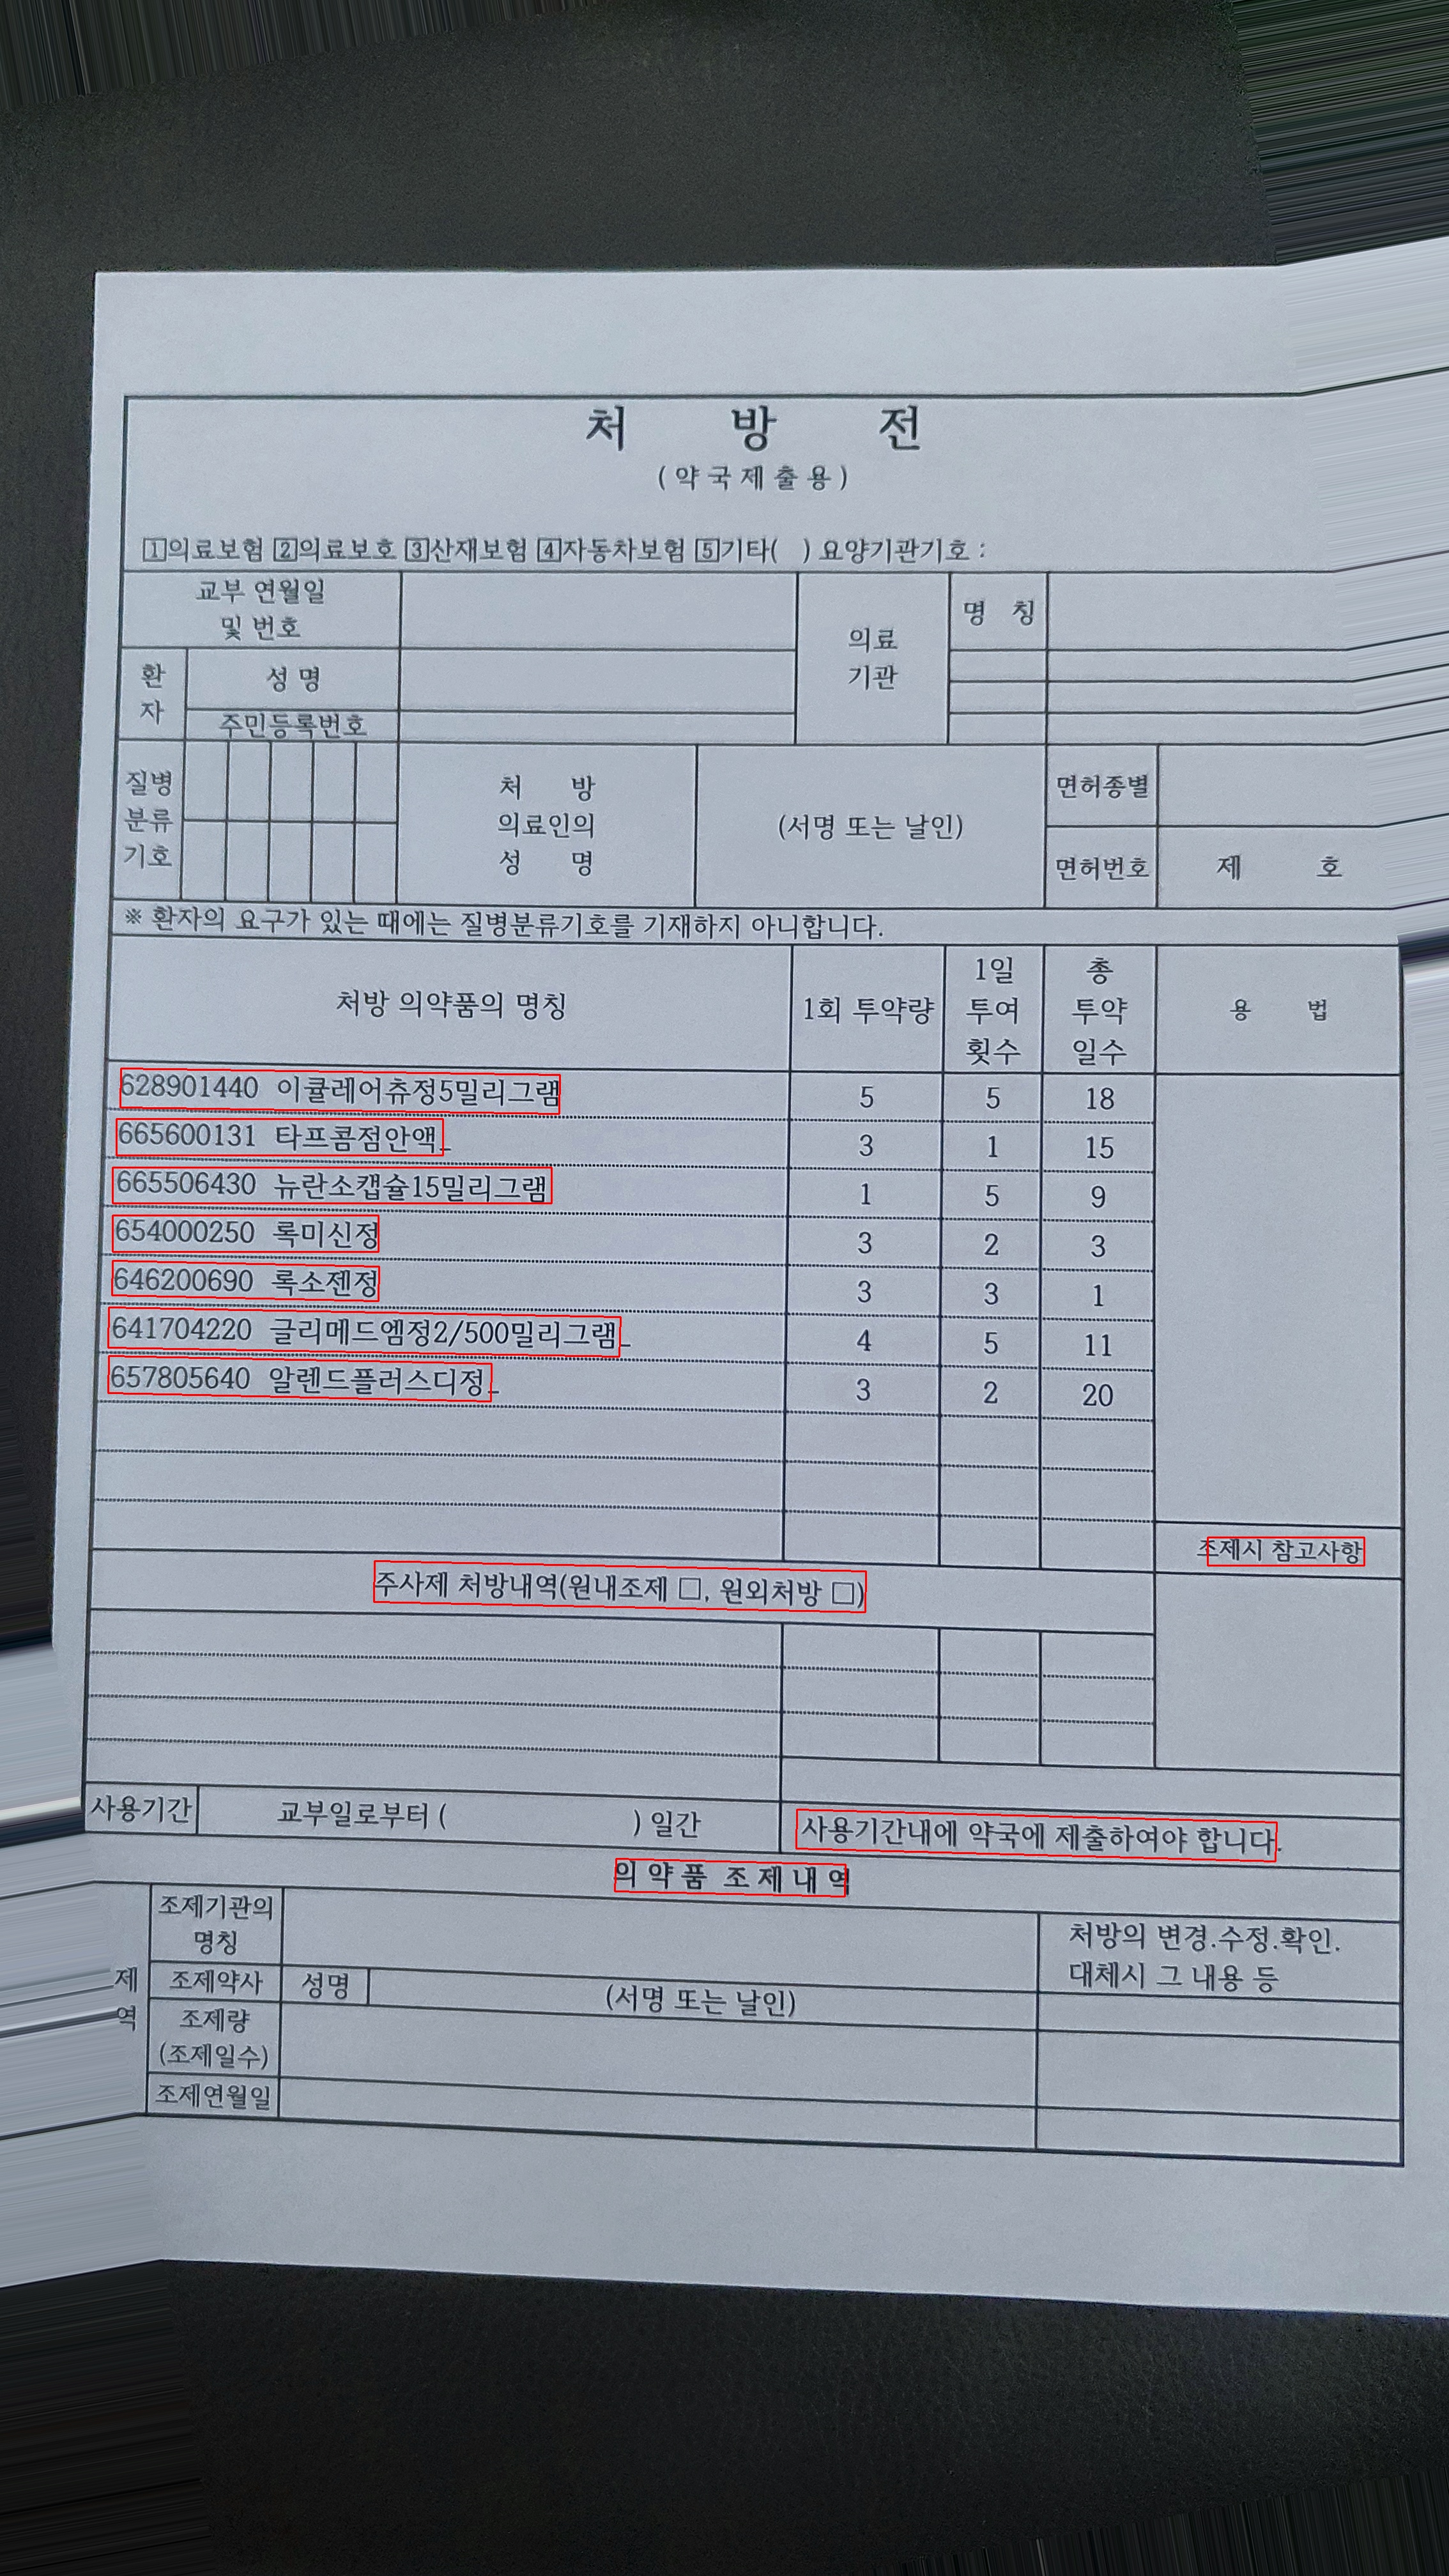 처 방 전
( 약 국 제 출 용 )
1의료보험 2의료보호 3산재보험 4자동차보험 5기타( ) 요양기관기호 :
교부 연월일
및 번호
의료
기관
명 칭
환
자
성 명
주민등록번호
질병
분류
기호
처 방
의료인의
성 명
(서명 또는 날인)
면허종별
면허번호
제 호
※ 환자의 요구가 있는 때에는 질병분류기호를 기재하지 아니합니다.
처방 의약품의 명칭
1회 투약량
1일
투여
횟수
총
투약
일수
용 법
628901440 이큘레어츄정5밀리그램 5 5 18
665600131 타프콤점안액_ 3 1 15
665506430 뉴란소캡슐15밀리그램 1 5 9
654000250 록미신정 3 2 3
646200690 록소젠정 3 3 1
641704220 글리메드엠정2/500밀리그램_ 4 5 11
657805640 알렌드플러스디정_ 3 2 20
조제시 참고사항
주사제 처방내역(원내조제 □, 원외처방 □)
사용기간 교부일로부터 ( ) 일간 사용기간내에 약국에 제출하여야 합니다.
의 약 품 조 제 내 역
제
역
조제기관의
명칭
처방의 변경.수정.확인.
대체시 그 내용 등
조제약사 성명 (서명 또는 날인)
조제량
(조제일수)
조제연월일